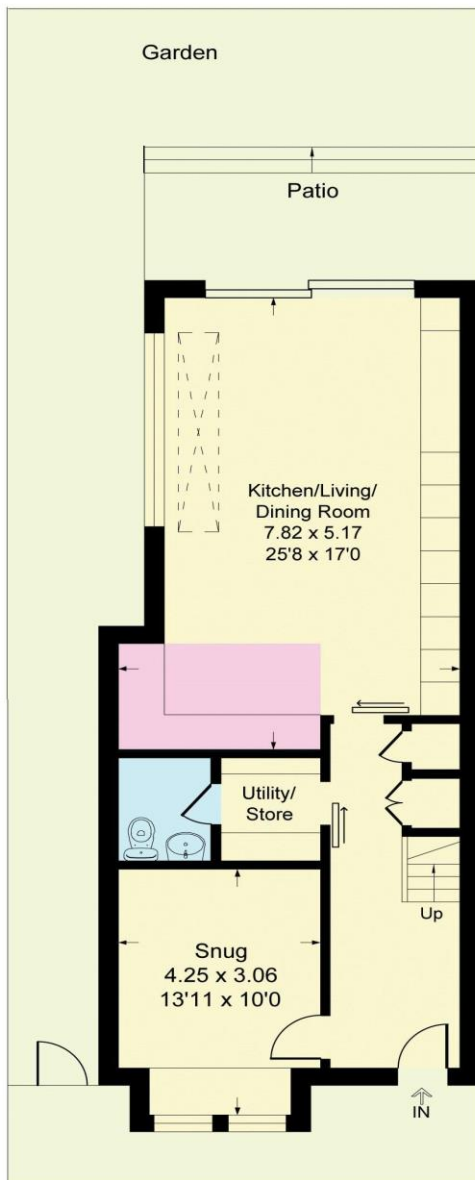 Garden
Patio
Kitchen/Living/
Dining Room
7.82 x 5.17
25'8 x 17'0
Utility/
Store
Up
Snug
4.25 x 3.06
13'11 x 10'0
IN